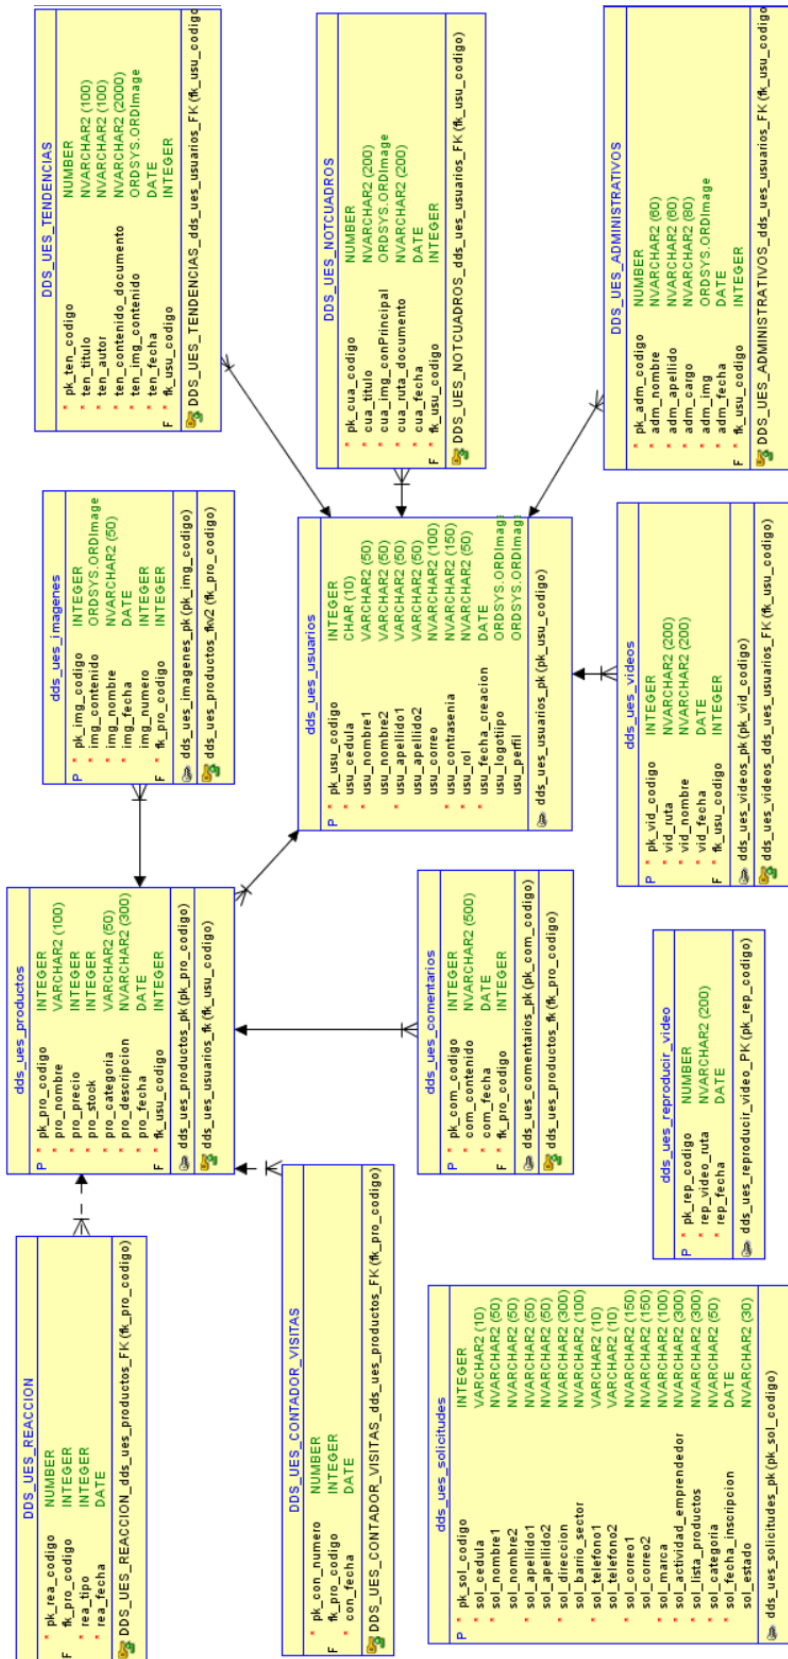 DDS_UES_REACCION
* pk_rea_codigo NUMBER
F fk_pro_codigo INTEGER
* rea_tipo INTEGER
* rea_fecha DATE
DDS_UES_REACCION_dds_ues_productos_FK (fk_pro_codigo)
dds_ues_productos
P * pk_pro_codigo INTEGER
* pro_nombre VARCHAR2 (100)
* pro_precio INTEGER
* pro_stock INTEGER
* pro_categoria VARCHAR2 (50)
* pro_descripcion NVARCHAR2 (300)
* pro_fecha DATE
F * fk_usu_codigo INTEGER
dds_ues_productos_pk (pk_pro_codigo)
dds_ues_usuarios_fk (fk_usu_codigo)
dds_ues_imagenes
P * pk_img_codigo INTEGER
* img_contenido ORDSYS.ORDImage
* img_nombre NVARCHAR2 (50)
* img_fecha DATE
img_numero INTEGER
F * fk_pro_codigo INTEGER
dds_ues_imagenes_pk (pk_img_codigo)
dds_ues_productos_fkv2 (fk_pro_codigo)
DDS_UES_TENDENCIAS
* pk_ten_codigo NUMBER
* ten_titulo NVARCHAR2 (100)
* ten_autor NVARCHAR2 (100)
* ten_contenido_documento NVARCHAR2 (2000)
* ten_img_contenido ORDSYS.ORDImage
* ten_fecha DATE
F * fk_usu_codigo INTEGER
DDS_UES_TENDENCIAS_dds_ues_usuarios_FK (fk_usu_codigo)
DDS_UES_CONTADOR_VISITAS
* pk_con_numero NUMBER
F fk_pro_codigo INTEGER
* con_fecha DATE
DDS_UES_CONTADOR_VISITAS_dds_ues_productos_FK (fk_pro_codigo)
dds_ues_usuarios
P * pk_usu_codigo INTEGER
* usu_cedula CHAR (10)
* usu_nombre1 VARCHAR2 (50)
usu_nombre2 VARCHAR2 (50)
* usu_apellido1 VARCHAR2 (50)
usu_apellido2 VARCHAR2 (50)
usu_correo NVARCHAR2 (100)
* usu_contrasenia NVARCHAR2 (150)
* usu_rol NVARCHAR2 (50)
* usu_fecha_creacion DATE
usu_logotiipo ORDSYS.ORDImag
usu_perfil ORDSYS.ORDImag
dds_ues_usuarios_pk (pk_usu_codigo)
DDS_UES_NOTCUADROS
* pk_cua_codigo NUMBER
* cua_titulo NVARCHAR2 (200)
* cua_img_conPrincipal ORDSYS.ORDImage
* cua_ruta_documento NVARCHAR2 (200)
* cua_fecha DATE
F * fk_usu_codigo INTEGER
DDS_UES_NOTCUADROS_dds_ues_usuarios_FK (fk_usu_codigo)
dds_ues_solicitudes
P * pk_sol_codigo INTEGER
* sol_cedula VARCHAR2 (10)
* sol_nombre1 NVARCHAR2 (50)
sol_nombre2 NVARCHAR2 (50)
* sol_apellido1 NVARCHAR2 (50)
sol_apellido2 NVARCHAR2 (50)
* sol_direccion NVARCHAR2 (300)
sol_barrio_sector NVARCHAR2 (100)
* sol_telefono1 VARCHAR2 (10)
sol_telefono2 VARCHAR2 (10)
* sol_correo1 NVARCHAR2 (150)
sol_correo2 NVARCHAR2 (150)
* sol_marca NVARCHAR2 (100)
* sol_actividad_emprendedor NVARCHAR2 (300)
* sol_lista_productos NVARCHAR2 (300)
* sol_categoria NVARCHAR2 (50)
* sol_fecha_inscripcion DATE
sol_estado NVARCHAR2 (30)
dds_ues_solicitudes_pk (pk_sol_codigo)
dds_ues_comentarios
P * pk_com_codigo INTEGER
* com_contenido NVARCHAR2 (500)
* com_fecha DATE
F * fk_pro_codigo INTEGER
dds_ues_comentarios_pk (pk_com_codigo)
dds_ues_productos_fk (fk_pro_codigo)
dds_ues_reproducir_video
P * pk_rep_codigo NUMBER
* rep_video_ruta NVARCHAR2 (200)
* rep_fecha DATE
dds_ues_reproducir_video_PK (pk_rep_codigo)
dds_ues_videos
P * pk_vid_codigo INTEGER
* vid_ruta NVARCHAR2 (200)
* vid_nombre NVARCHAR2 (200)
* vid_fecha DATE
F * fk_usu_codigo INTEGER
dds_ues_videos_pk (pk_vid_codigo)
dds_ues_videos_dds_ues_usuarios_FK (fk_usu_codigo)
DDS_UES_ADMINISTRATIVOS
* pk_adm_codigo NUMBER
* adm_nombre NVARCHAR2 (60)
* adm_apellido NVARCHAR2 (60)
* adm_cargo NVARCHAR2 (80)
* adm_img ORDSYS.ORDImage
* adm_fecha DATE
F * fk_usu_codigo INTEGER
DDS_UES_ADMINISTRATIVOS_dds_ues_usuarios_FK (fk_usu_codigo